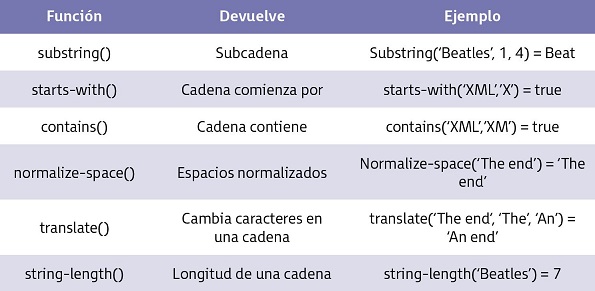 Función Devuelve Ejemplo
substring() Subcadena Substring(‘Beatles’, 1, 4) = Beat
starts-with() Cadena comienza por starts-with(‘XML’,‘X’) = true
contains() Cadena contiene contains(‘XML’,‘XM’) = true
normalize-space() Espacios normalizados Normalize-space(‘The end’) = ‘The
end’
translate() Cambia caracteres en translate(‘The end’, ‘The’, ‘An’) =
una cadena ‘An end’
string-length() Longitud de una cadena string-length(‘Beatles’) = 7